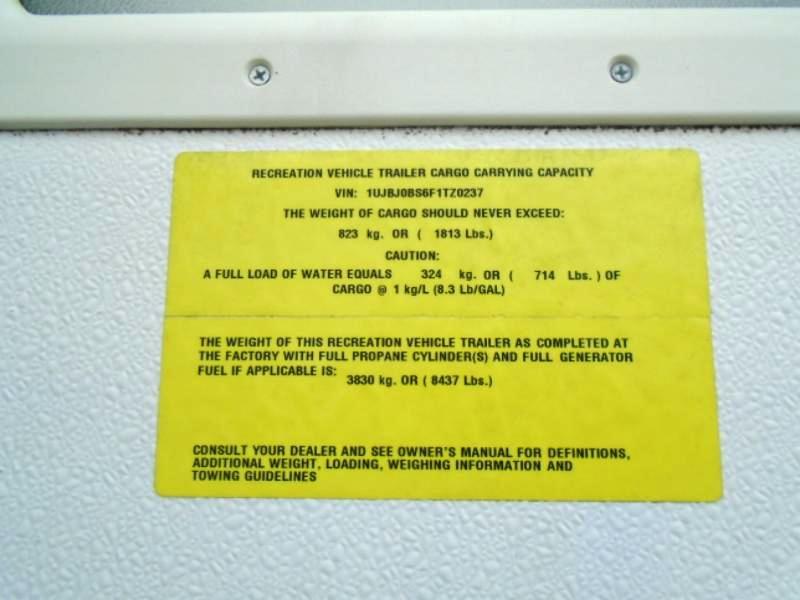 RECREATION VEHICLE TRAILER CARGO CARRYING CAPACITY
VIN: 1UJBJ0BS6F1TZ0237
THE WEIGHT OF CARGO SHOULD NEVER EXCEED:
823 kg. OR ( 1813 Lbs.)
CAUTION:
A FULL LOAD OF WATER EQUALS 324 kg. OR ( 714 Lbs. ) OF
CARGO @ 1 kg/L (8.3 Lb/GAL)
THE WEIGHT OF THIS RECREATION VEHICLE TRAILER AS COMPLETED AT
THE FACTORY WITH FULL PROPANE CYLINDER(S) AND FULL GENERATOR
FUEL IF APPLICABLE IS: 3830 kg. OR ( 8437 Lbs.)
CONSULT YOUR DEALER AND SEE OWNER'S MANUAL FOR DEFINITIONS,
ADDITIONAL WEIGHT, LOADING, WEIGHING INFORMATION AND
TOWING GUIDELINES